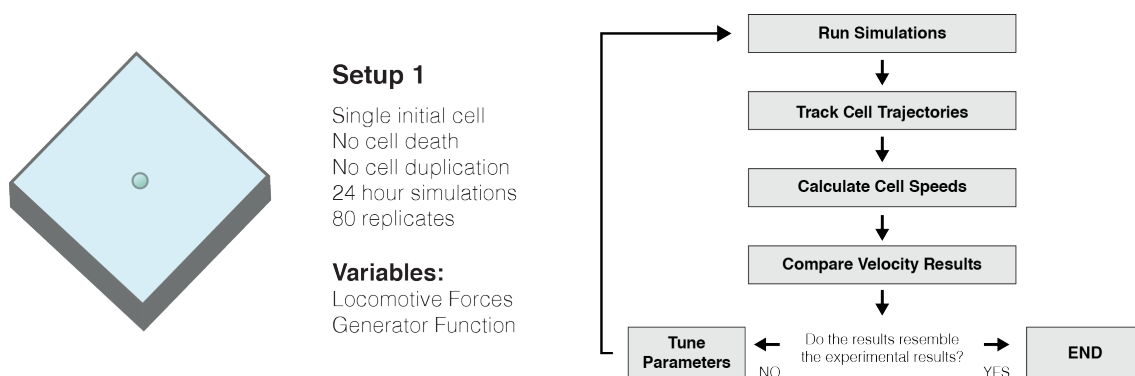 Setup 1
Single initial cell
No cell death
No cell duplication
24 hour simulations
80 replicates
Variables:
Locomotive Forces
Generator Function
Run Simulations
Track Cell Trajectories
Calculate Cell Speeds
Compare Velocity Results
Do the results resemble
the experimental results?
Tune
Parameters
NO
YES
END